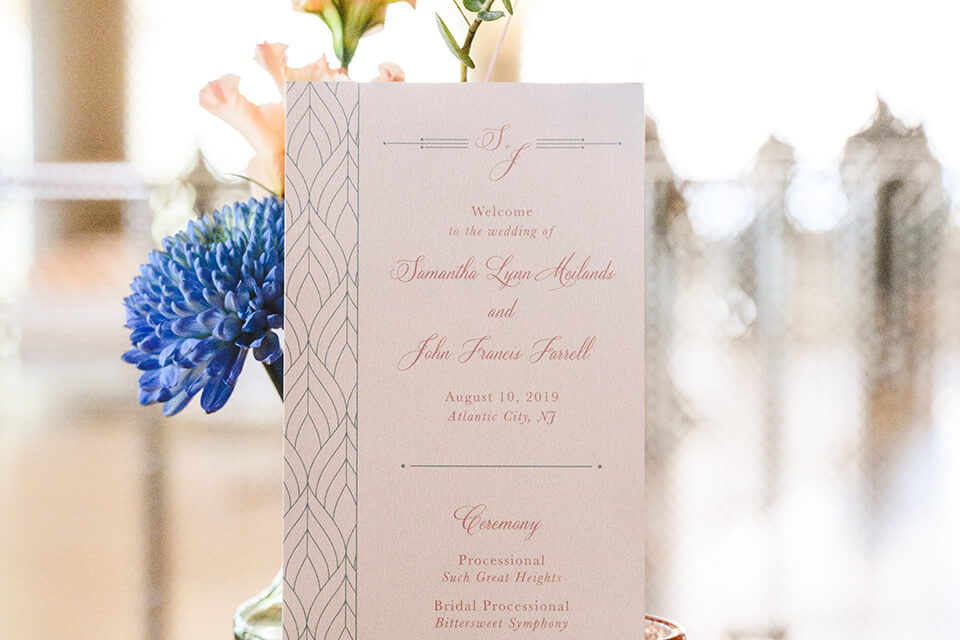 S + J
Welcome
to the wedding of
Samantha Lynn Meilands
and
John Francis Farrell
August 10, 2019
Atlantic City, NJ
Ceremony
Processional
Such Great Heights
Bridal Processional
Bittersweet Symphony